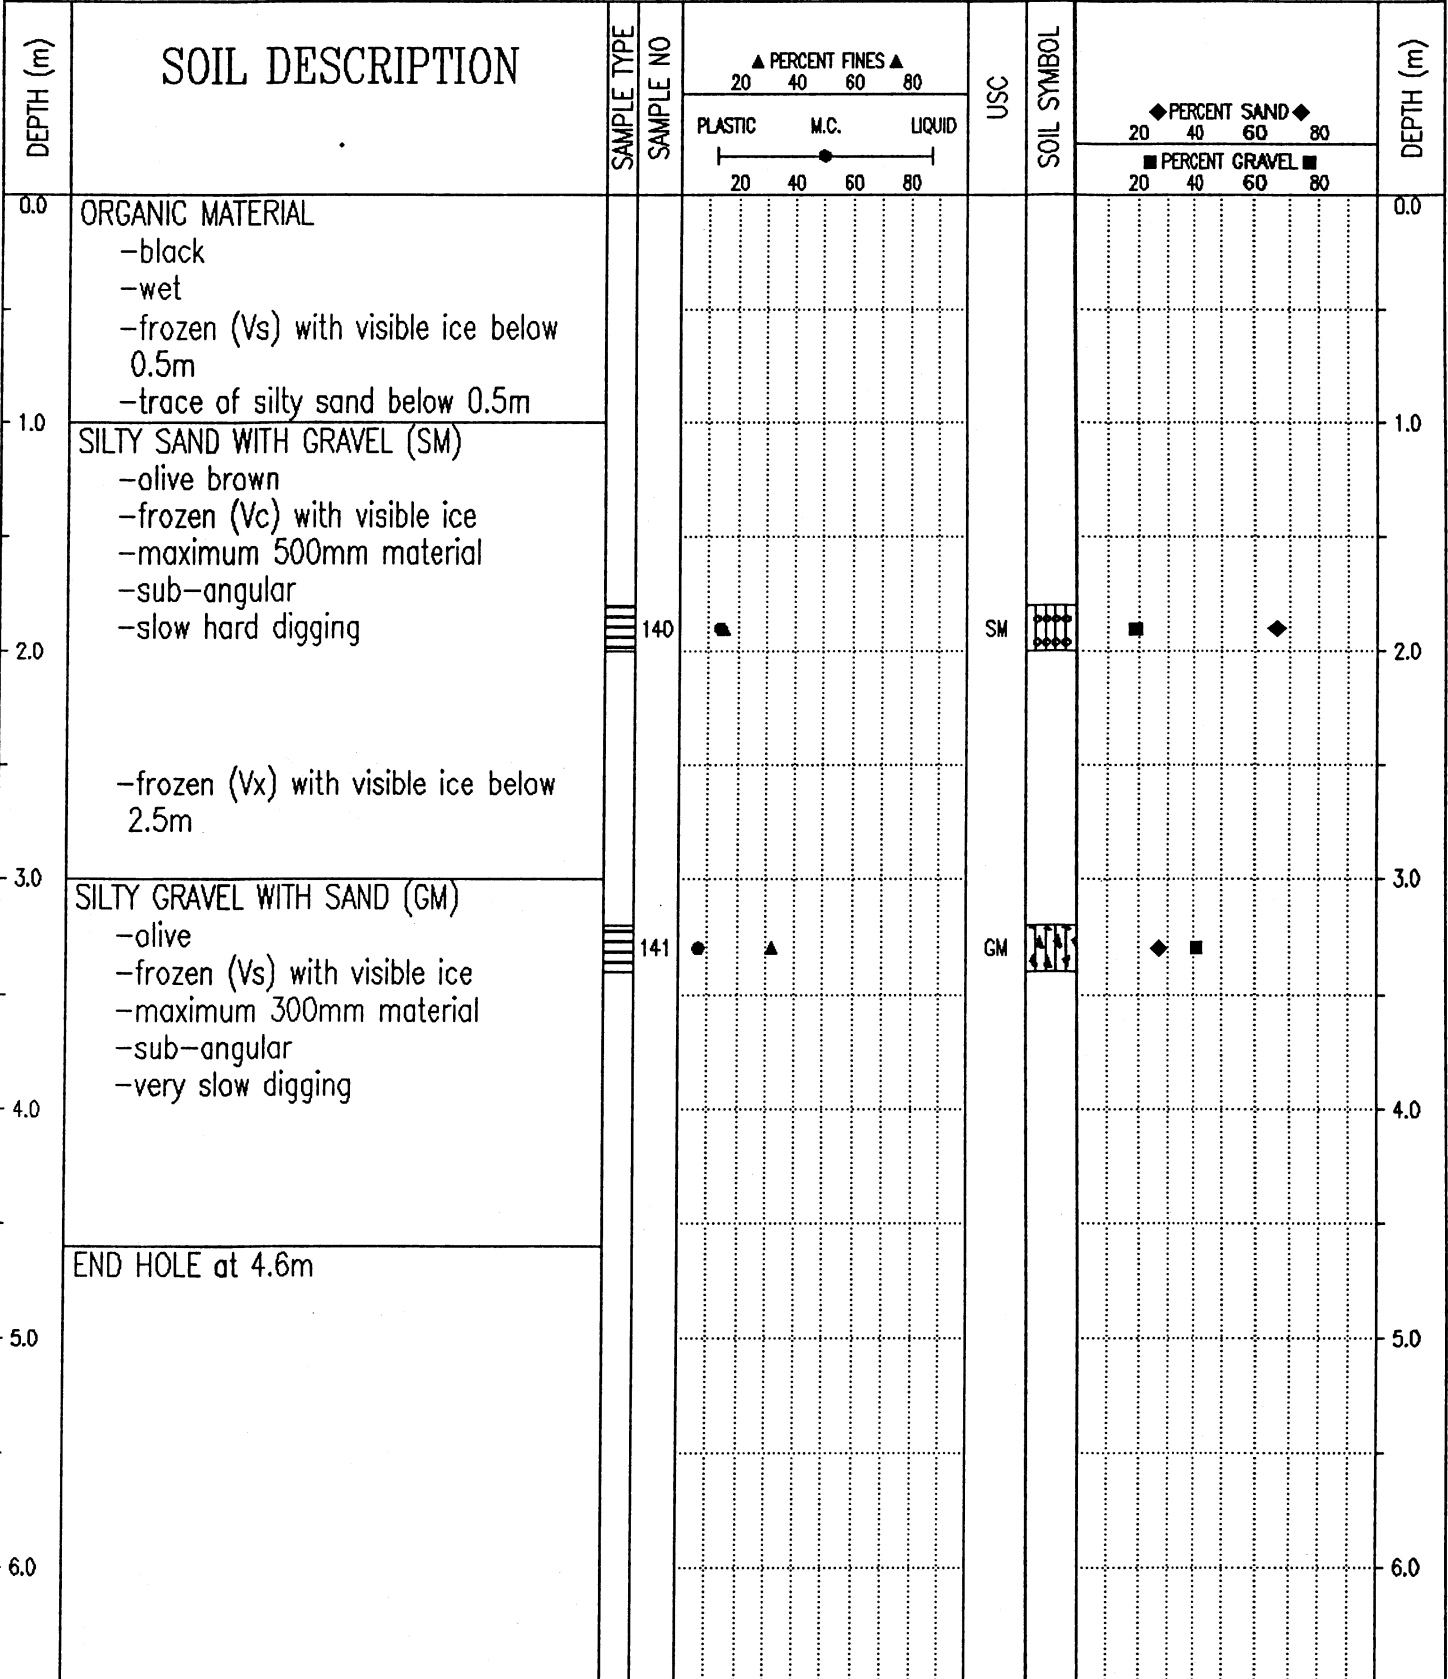 DEPTH (m)
SOIL DESCRIPTION
SAMPLE TYPE
SAMPLE NO
▲ PERCENT FINES ▲
20 40 60 80
PLASTIC M.C. LIQUID
20 40 60 80
USC
SOIL SYMBOL
◆PERCENT SAND◆
20 40 60 80
■PERCENT GRAVEL■
20 40 60 80
DEPTH (m)
0.0
ORGANIC MATERIAL
0.0
-black
-wet
-frozen (Vs) with visible ice below
0.5m
-trace of silty sand below 0.5m
1.0
1.0
SILTY SAND WITH GRAVEL (SM)
-olive brown
-frozen (Vc) with visible ice
-maximum 500mm material
-sub-angular
-slow hard digging
140
SM
2.0
2.0
-frozen (Vx) with visible ice below
2.5m
3.0
3.0
SILTY GRAVEL WITH SAND (GM)
-olive
141
GM
-frozen (Vs) with visible ice
-maximum 300mm material
-sub-angular
-very slow digging
4.0
4.0
END HOLE at 4.6m
5.0
5.0
6.0
6.0